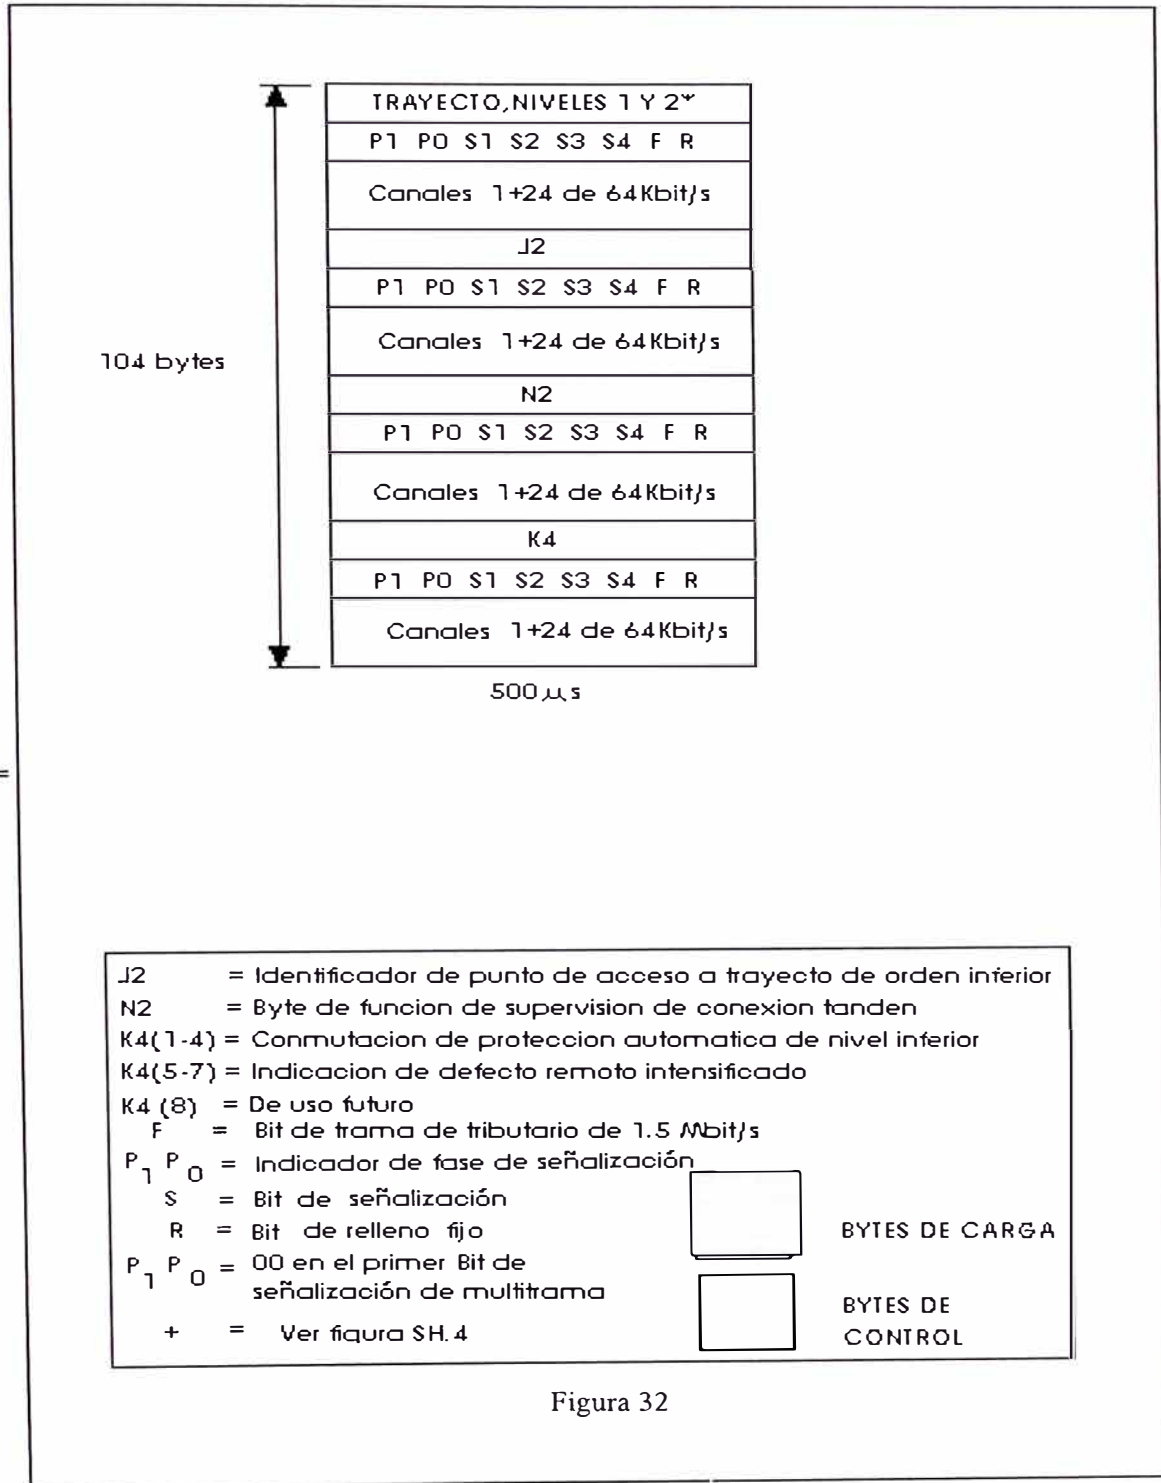 TRAYECTO,NIVELES 1 Y 2*
P1 P0 S1 S2 S3 S4 F R
Canales 1+24 de 64Kbit/s
J2
P1 P0 S1 S2 S3 S4 F R
Canales 1+24 de 64Kbit/s
104 bytes
N2
P1 P0 S1 S2 S3 S4 F R
Canales 1+24 de 64Kbit/s
K4
P1 P0 S1 S2 S3 S4 F R
Canales 1+24 de 64Kbit/s
500 µs
=
J2 = Identificador de punto de acceso a trayecto de orden inferior
N2 = Byte de funcion de supervision de conexion tanden
K4(1-4) = Conmutacion de proteccion automatica de nivel inferior
K4(5-7) = Indicacion de defecto remoto intensificado
K4 (8) = De uso futuro
F = Bit de trama de tributario de 1.5 Mbit/s
P1 P0 = Indicador de fase de señalización
S = Bit de señalización
R = Bit de relleno fijo
BYTES DE CARGA
P1 P0 = 00 en el primer Bit de
señalización de multitrama
BYTES DE
CONTROL
+ = Ver figura SH.4
Figura 32